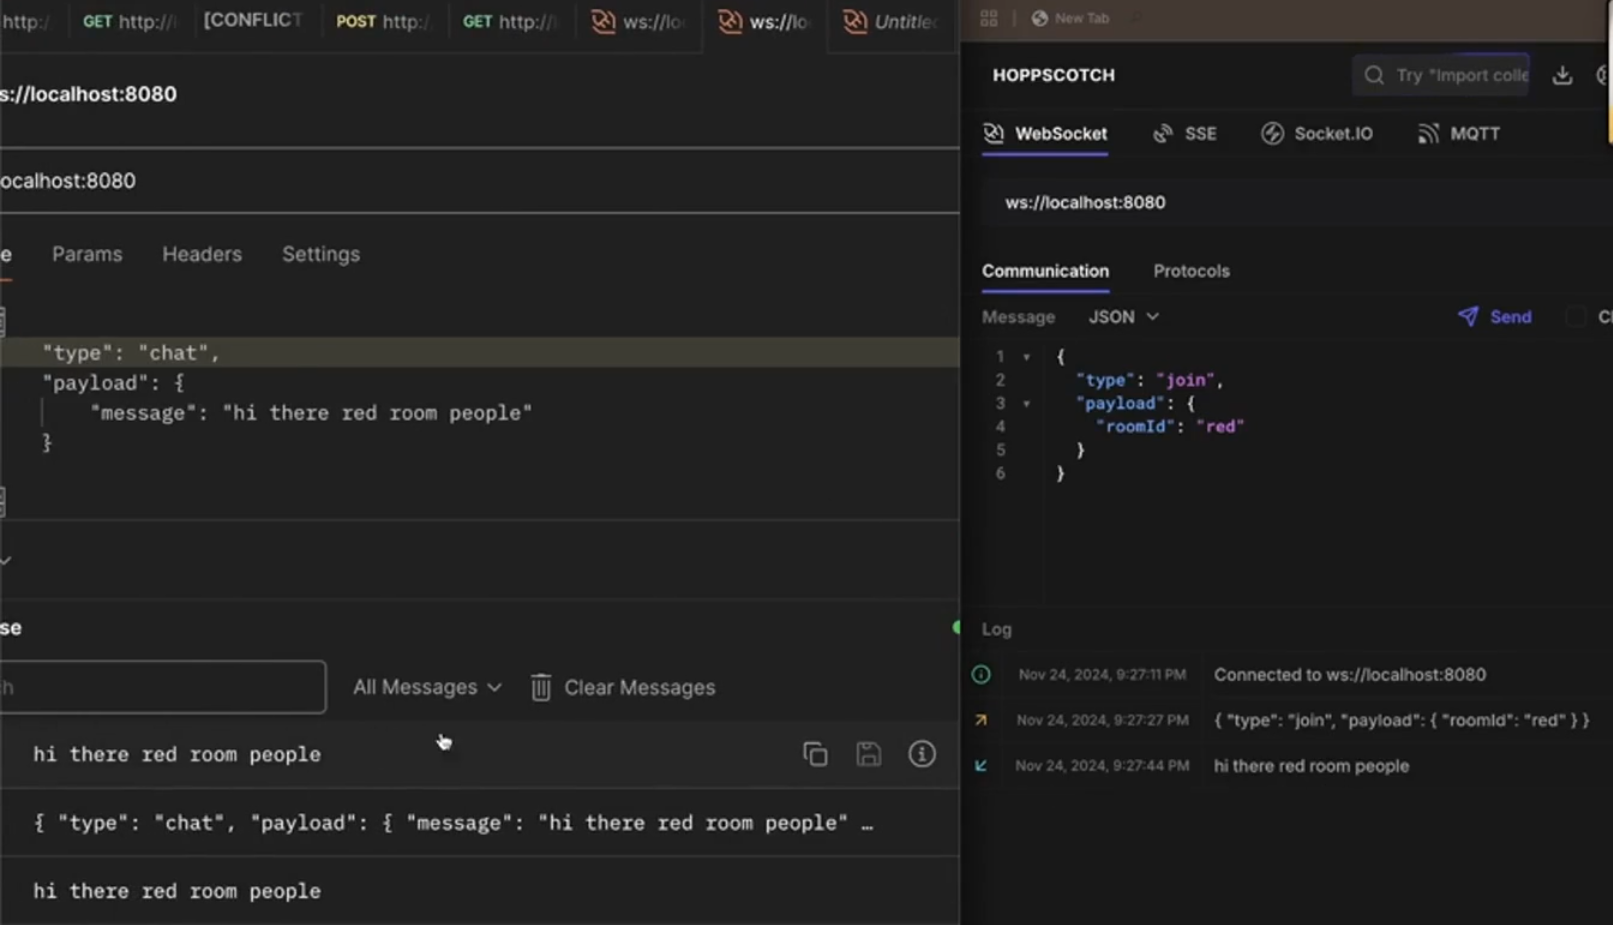 http:/ GET http:// [CONFLICT POST http:/ GET http:// ws://lo ws://lo Untitle
s://localhost:8080
ocalhost:8080
e Params Headers Settings
"type": "chat",
"payload": {
"message": "hi there red room people"
}
se
h All Messages Clear Messages
hi there red room people
{ "type": "chat", "payload": { "message": "hi there red room people" …
hi there red room people
New Tab
HOPPSCOTCH Try "Import colle
WebSocket SSE Socket.IO MQTT
ws://localhost:8080
Communication Protocols
Message JSON Send Cl
1 {
2 "type": "join",
3 "payload": {
4 "roomId": "red"
5 }
6 }
Log
Nov 24, 2024, 9:27:11 PM Connected to ws://localhost:8080
Nov 24, 2024, 9:27:27 PM { "type": "join", "payload": { "roomId": "red" } }
Nov 24, 2024, 9:27:44 PM hi there red room people